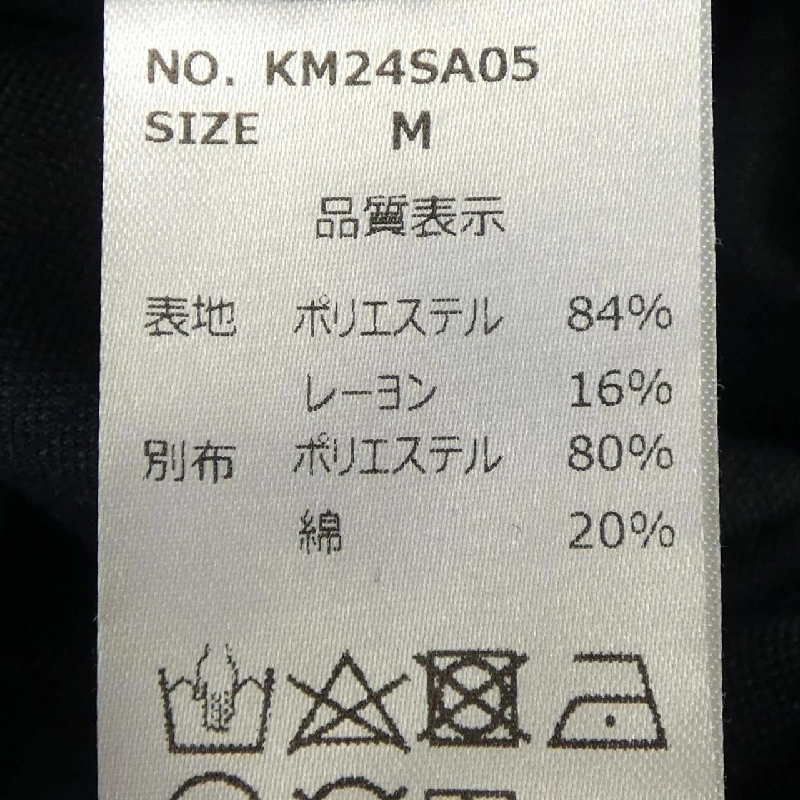 NO. KM24SA05
SIZE M
品質表示
表地 ポリエステル 84%
レーヨン 16%
別布 ポリエステル 80%
綿 20%